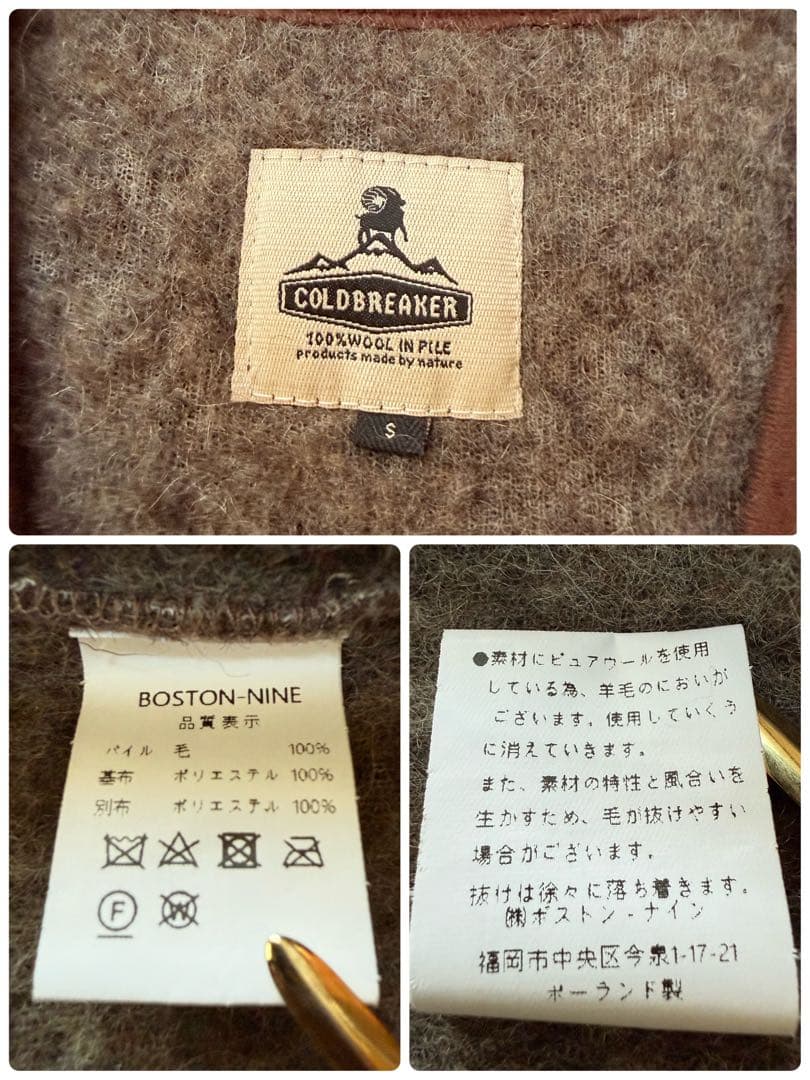 COLDBREAKER
100%WOOL IN PILE
products made by nature
S
BOSTON-NINE
品質表示
パイル 毛 100%
基布 ポリエステル 100%
別布 ポリエステル 100%
F
W
●素材にピュアウールを使用
している為、羊毛のにおいが
ございます。使用していくう
に消えていきます。
また、素材の特性と風合いを
生かすため、毛が抜けやすい
場合がございます。
抜けは徐々に落ち着きます。
㈱ボストン-ナイン
福岡市中央区今泉1-17-21
ポーランド製